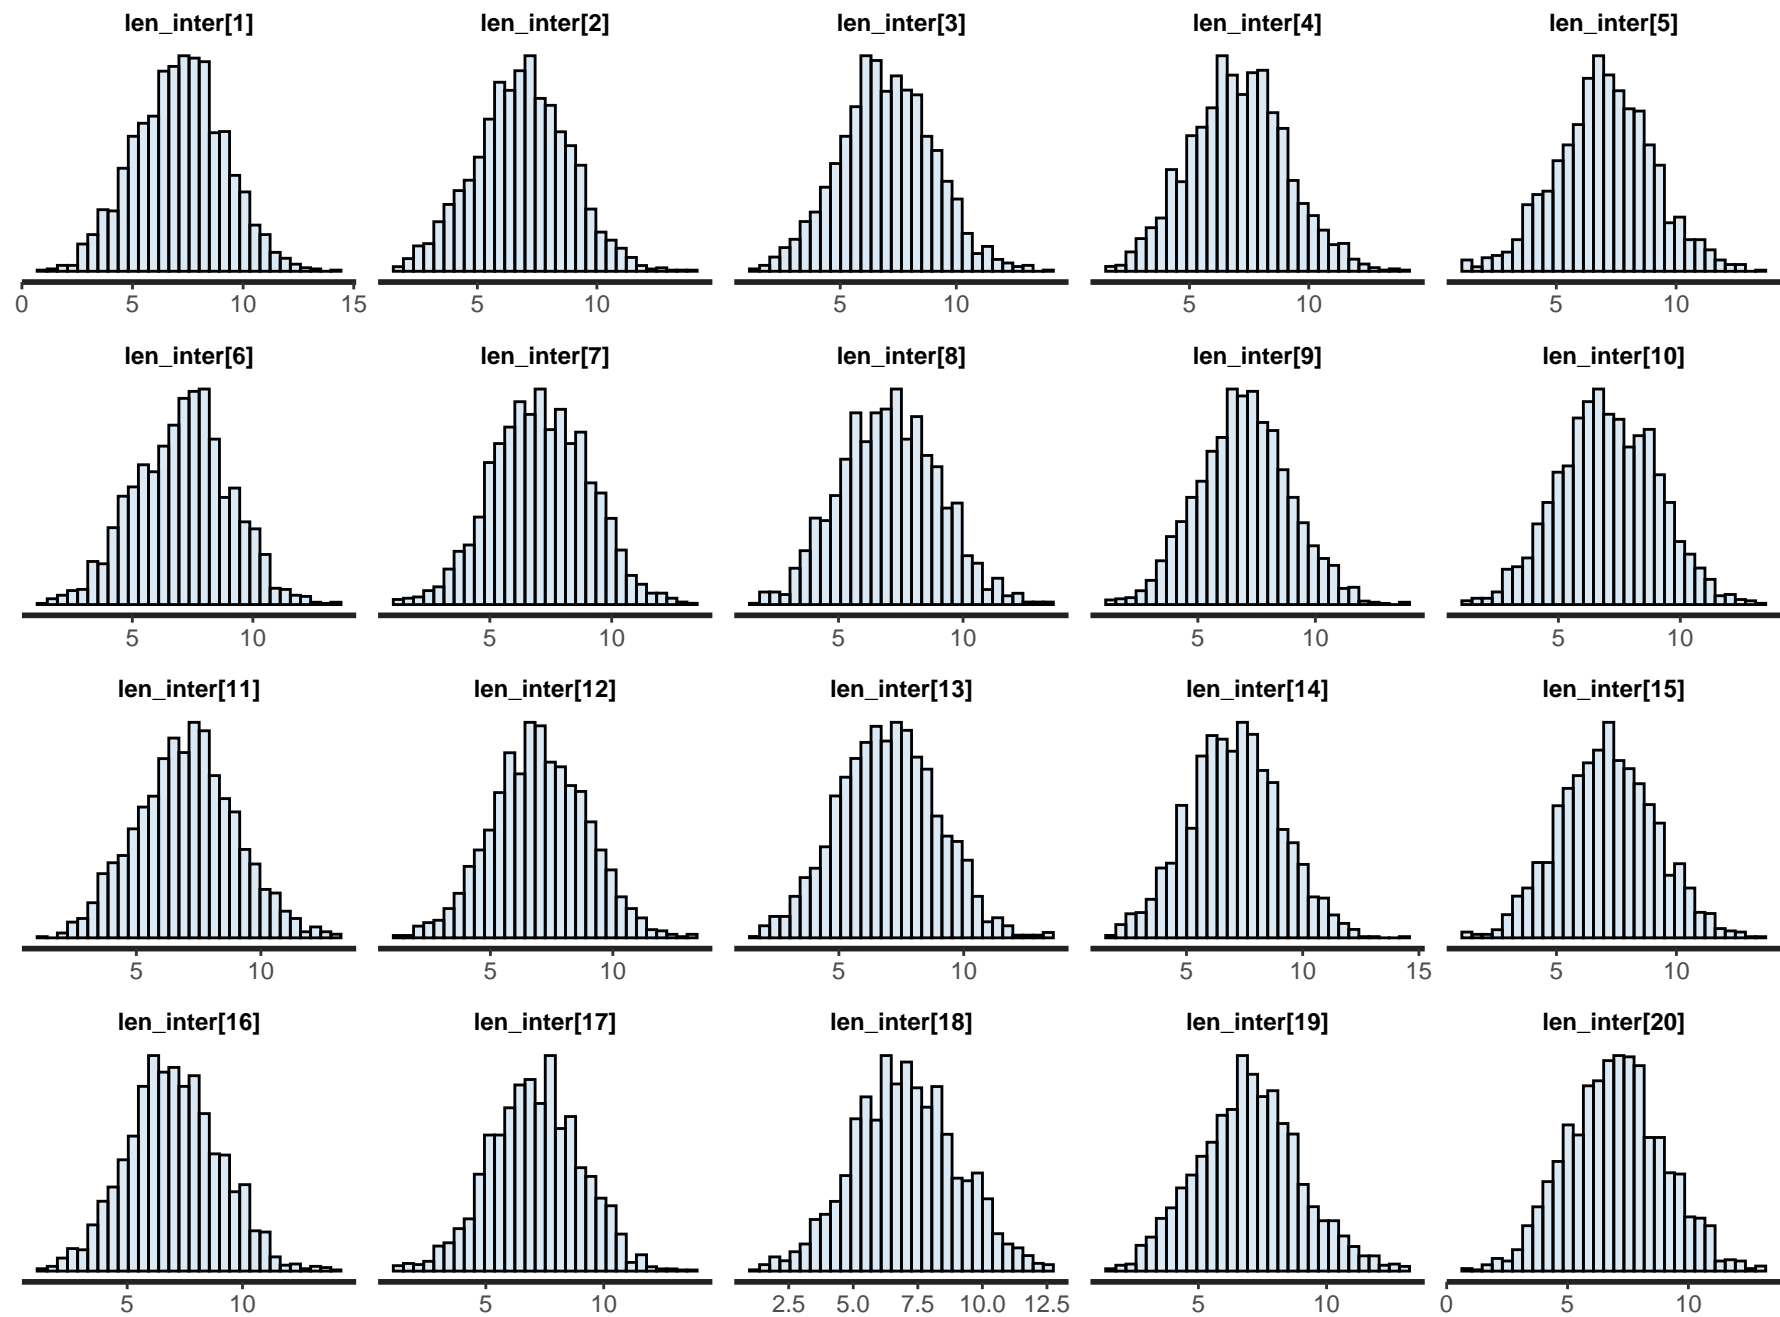 len_inter[1] len_inter[2] len_inter[3] len_inter[4] len_inter[5]
0 5 10 15 5 10 5 10 5 10 5 10
len_inter[6] len_inter[7] len_inter[8] len_inter[9] len_inter[10]
5 10 5 10 5 10 5 10 5 10
len_inter[11] len_inter[12] len_inter[13] len_inter[14] len_inter[15]
5 10 5 10 5 10 5 10 15 5 10
len_inter[16] len_inter[17] len_inter[18] len_inter[19] len_inter[20]
5 10 5 10 2.5 5.0 7.5 10.0 12.5 5 10 0 5 10